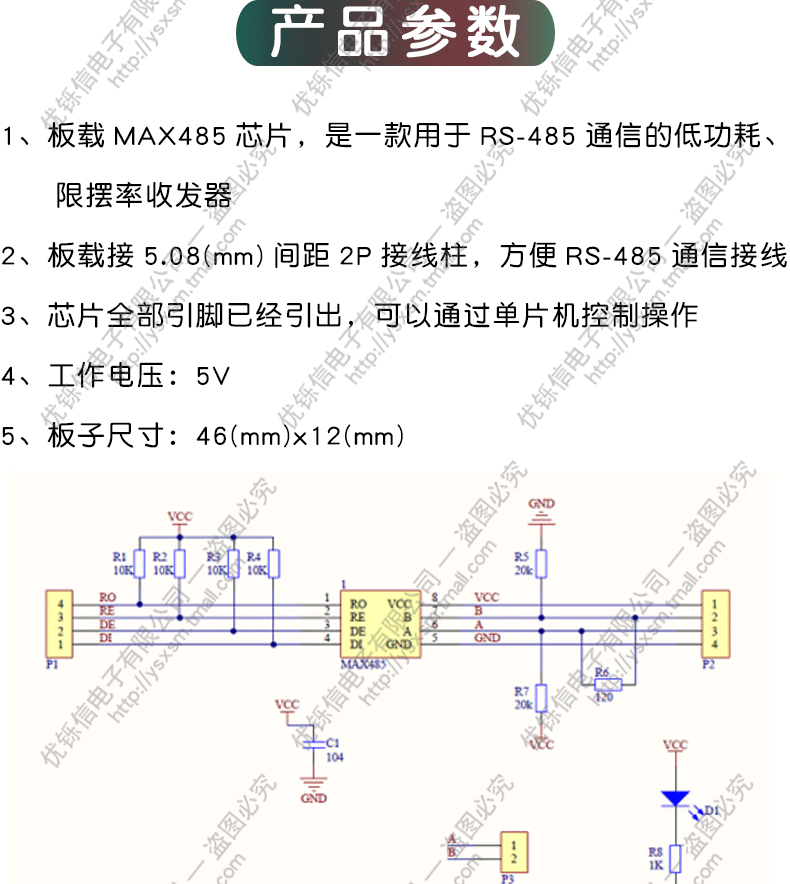 产品参数
1、板载 MAX485 芯片，是一款用于 RS-485 通信的低功耗、
限摆率收发器
2、板载接 5.08(mm) 间距 2P 接线柱，方便 RS-485 通信接线
3、芯片全部引脚已经引出，可以通过单片机控制操作
4、工作电压：5V
5、板子尺寸：46(mm)x12(mm)
GND
VCC
R1 R2 R3 R4 R5
10K 10K 10K 10K 20k
1
4 RO 1 RO VCC 8 VCC 1
3 RE 2 RE B 7 B 2
2 DE 3 DE A 6 A 3
1 DI 4 DI GND 5 GND 4
P1 MAX485 P2
R6
120
R7
20k
VCC
VCC
VCC
C1
104
GND
D1
A 1
B 2
P3
R8
1K
优铄信电子有限公司 — 盗图必究
http://ysxsm.tmall.com